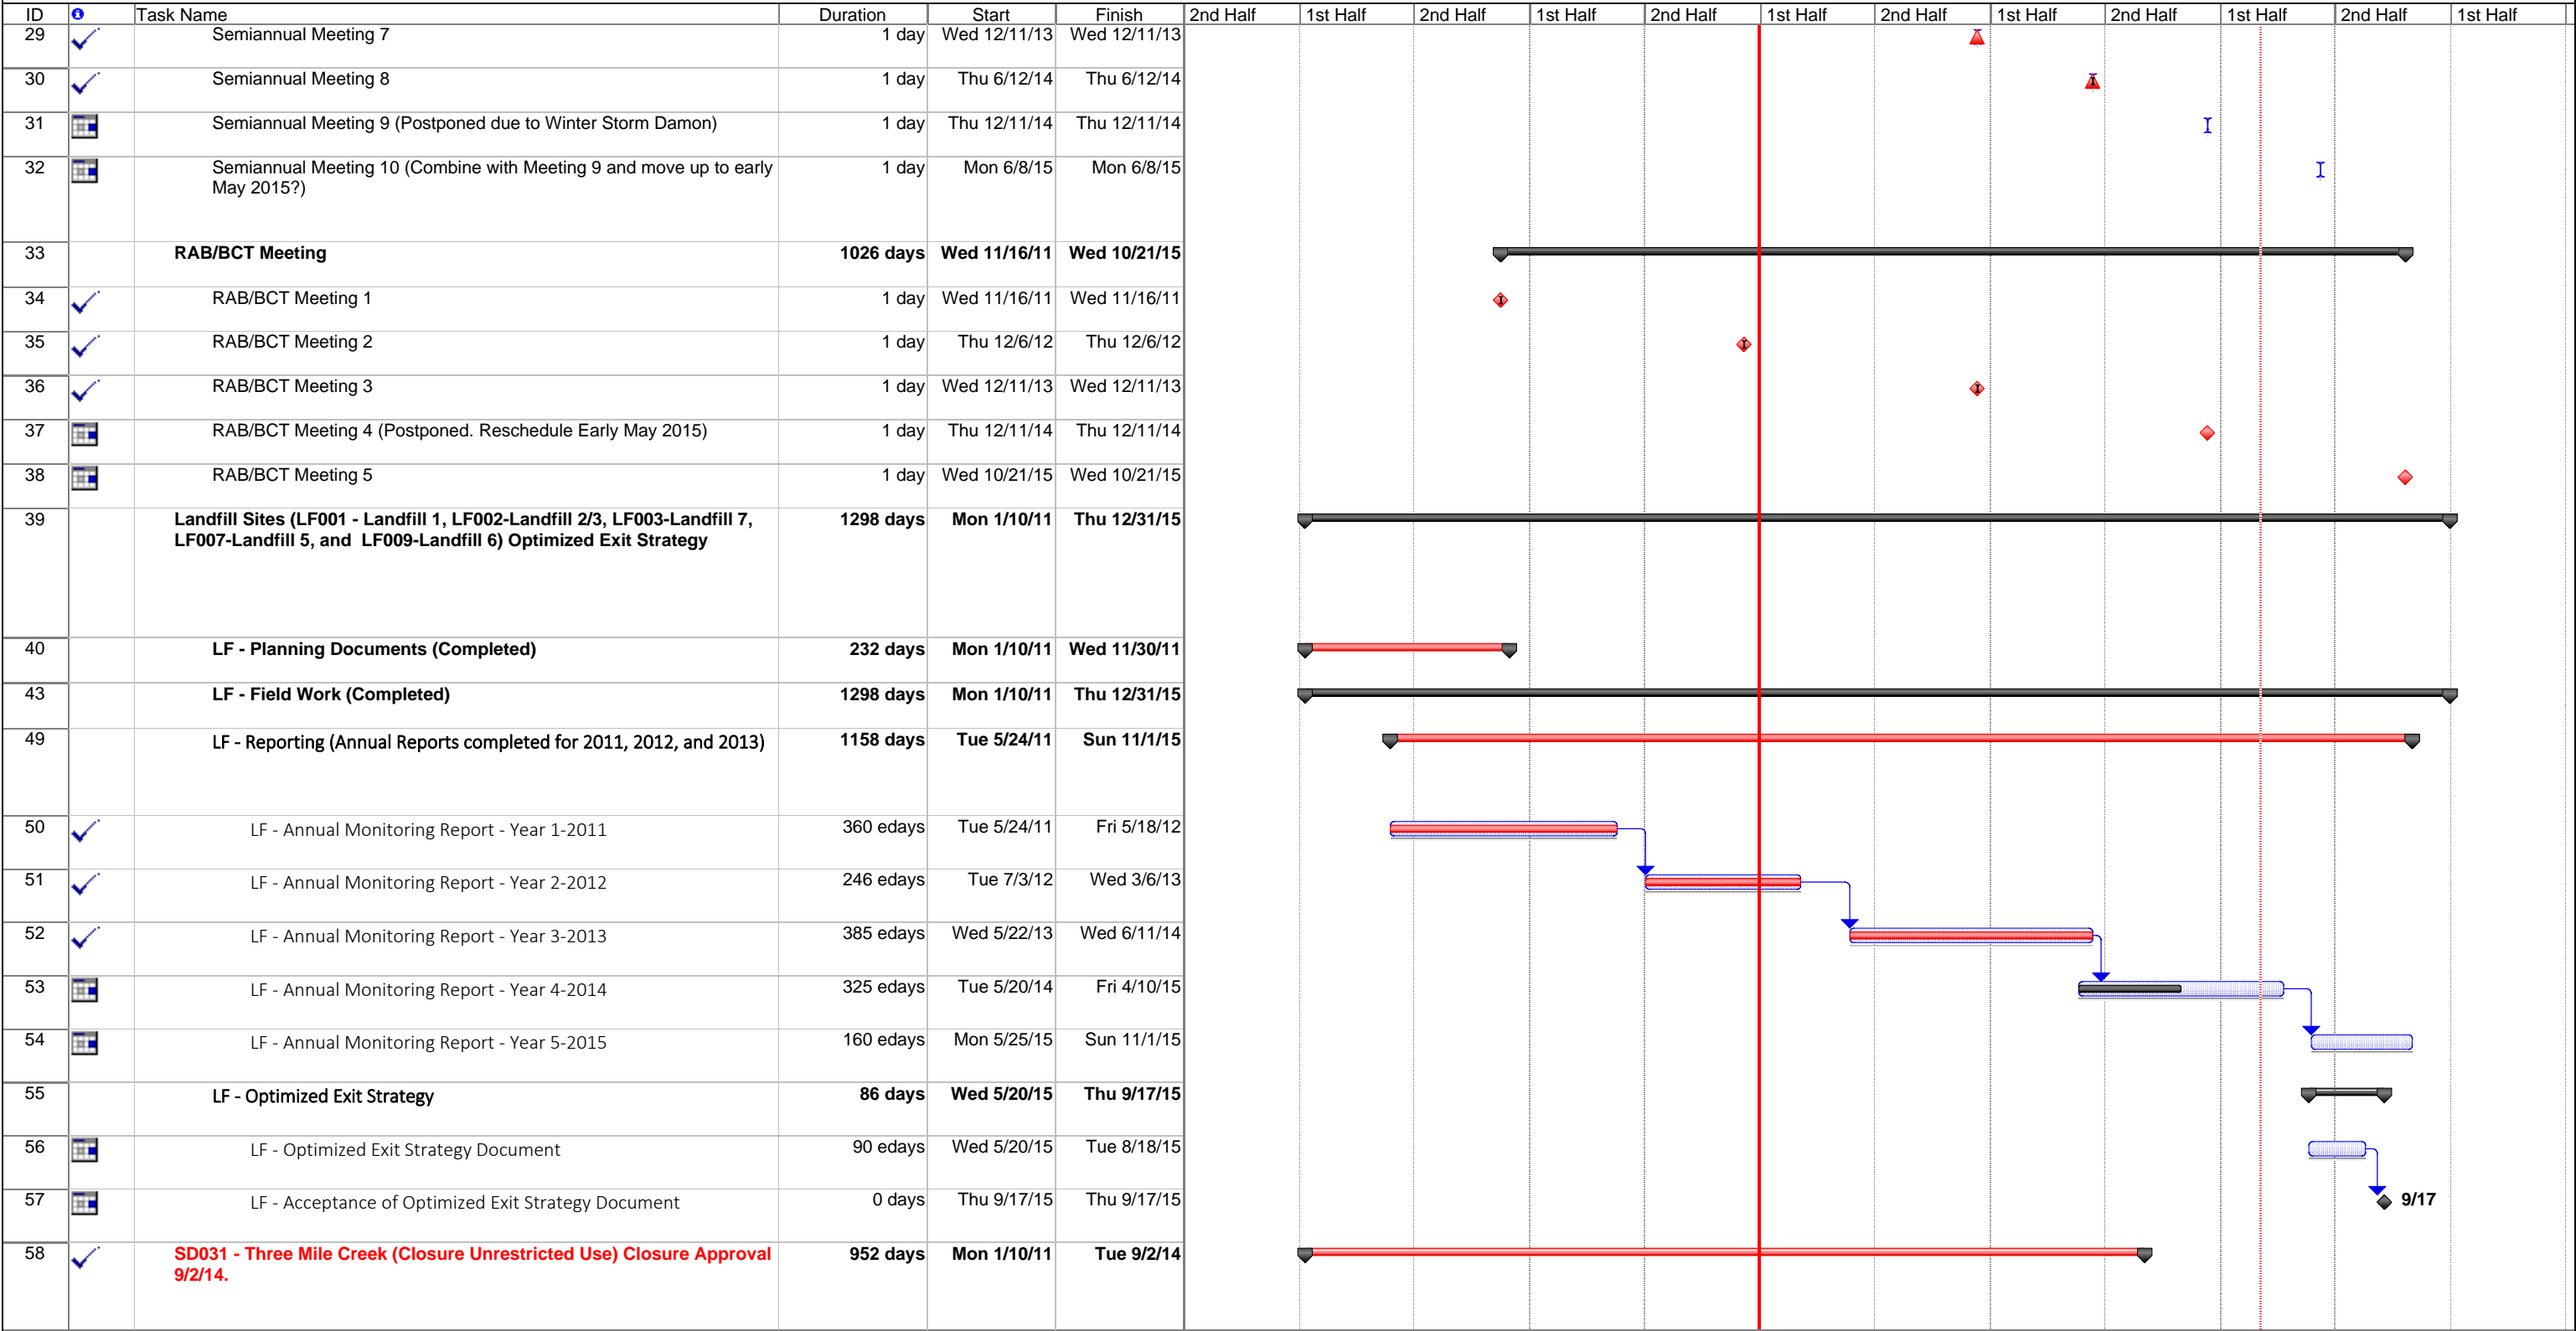 ID Task Name Duration Start Finish 2nd Half 1st Half 2nd Half 1st Half 2nd Half 1st Half 2nd Half 1st Half 2nd Half 1st Half 2nd Half 1st Half
29 Semiannual Meeting 7 1 day Wed 12/11/13 Wed 12/11/13
30 Semiannual Meeting 8 1 day Thu 6/12/14 Thu 6/12/14
31 Semiannual Meeting 9 (Postponed due to Winter Storm Damon) 1 day Thu 12/11/14 Thu 12/11/14
32 Semiannual Meeting 10 (Combine with Meeting 9 and move up to early 1 day Mon 6/8/15 Mon 6/8/15
May 2015?)
33 RAB/BCT Meeting 1026 days Wed 11/16/11 Wed 10/21/15
34 RAB/BCT Meeting 1 1 day Wed 11/16/11 Wed 11/16/11
35 RAB/BCT Meeting 2 1 day Thu 12/6/12 Thu 12/6/12
36 RAB/BCT Meeting 3 1 day Wed 12/11/13 Wed 12/11/13
37 RAB/BCT Meeting 4 (Postponed. Reschedule Early May 2015) 1 day Thu 12/11/14 Thu 12/11/14
38 RAB/BCT Meeting 5 1 day Wed 10/21/15 Wed 10/21/15
39 Landfill Sites (LF001 - Landfill 1, LF002-Landfill 2/3, LF003-Landfill 7, 1298 days Mon 1/10/11 Thu 12/31/15
LF007-Landfill 5, and LF009-Landfill 6) Optimized Exit Strategy
40 LF - Planning Documents (Completed) 232 days Mon 1/10/11 Wed 11/30/11
43 LF - Field Work (Completed) 1298 days Mon 1/10/11 Thu 12/31/15
49 LF - Reporting (Annual Reports completed for 2011, 2012, and 2013) 1158 days Tue 5/24/11 Sun 11/1/15
50 LF - Annual Monitoring Report - Year 1-2011 360 edays Tue 5/24/11 Fri 5/18/12
51 LF - Annual Monitoring Report - Year 2-2012 246 edays Tue 7/3/12 Wed 3/6/13
52 LF - Annual Monitoring Report - Year 3-2013 385 edays Wed 5/22/13 Wed 6/11/14
53 LF - Annual Monitoring Report - Year 4-2014 325 edays Tue 5/20/14 Fri 4/10/15
54 LF - Annual Monitoring Report - Year 5-2015 160 edays Mon 5/25/15 Sun 11/1/15
55 LF - Optimized Exit Strategy 86 days Wed 5/20/15 Thu 9/17/15
56 LF - Optimized Exit Strategy Document 90 edays Wed 5/20/15 Tue 8/18/15
57 LF - Acceptance of Optimized Exit Strategy Document 0 days Thu 9/17/15 Thu 9/17/15 9/17
58 SD031 - Three Mile Creek (Closure Unrestricted Use) Closure Approval 952 days Mon 1/10/11 Tue 9/2/14
9/2/14.